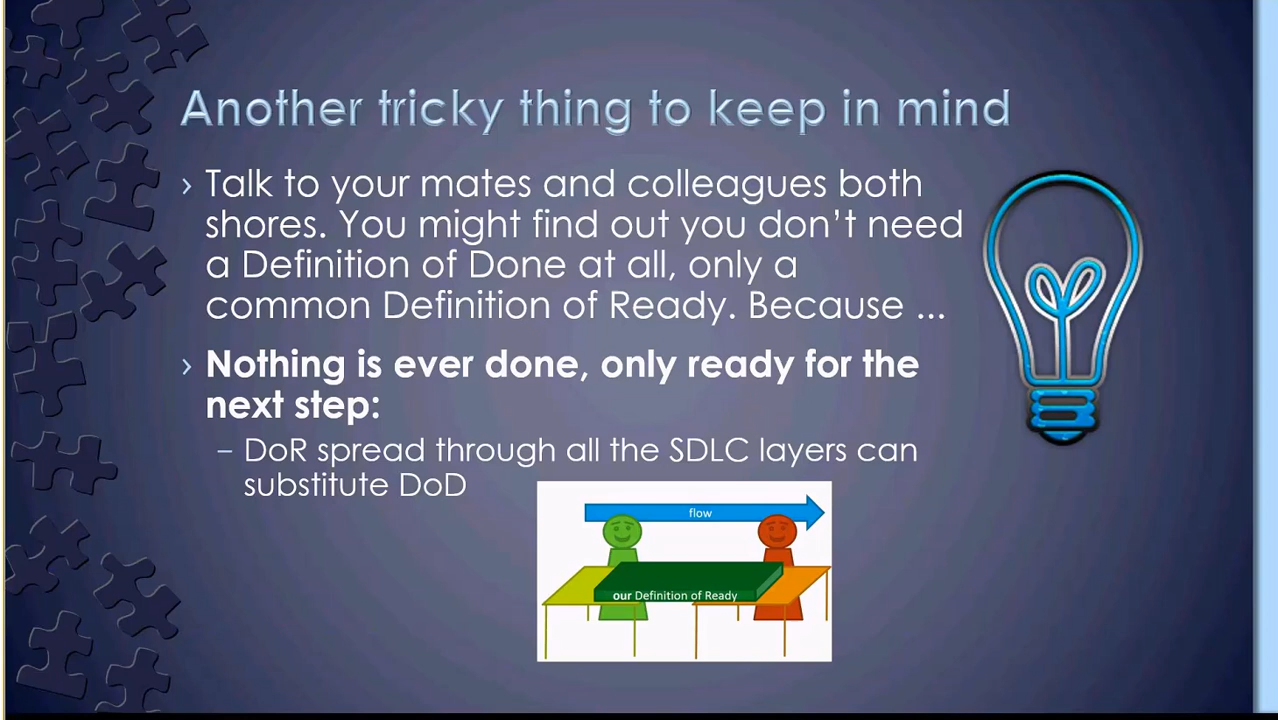 Another tricky thing to keep in mind
› Talk to your mates and colleagues both
shores. You might find out you don’t need
a Definition of Done at all, only a
common Definition of Ready. Because ...
› Nothing is ever done, only ready for the
next step:
– DoR spread through all the SDLC layers can
substitute DoD
flow
our Definition of Ready